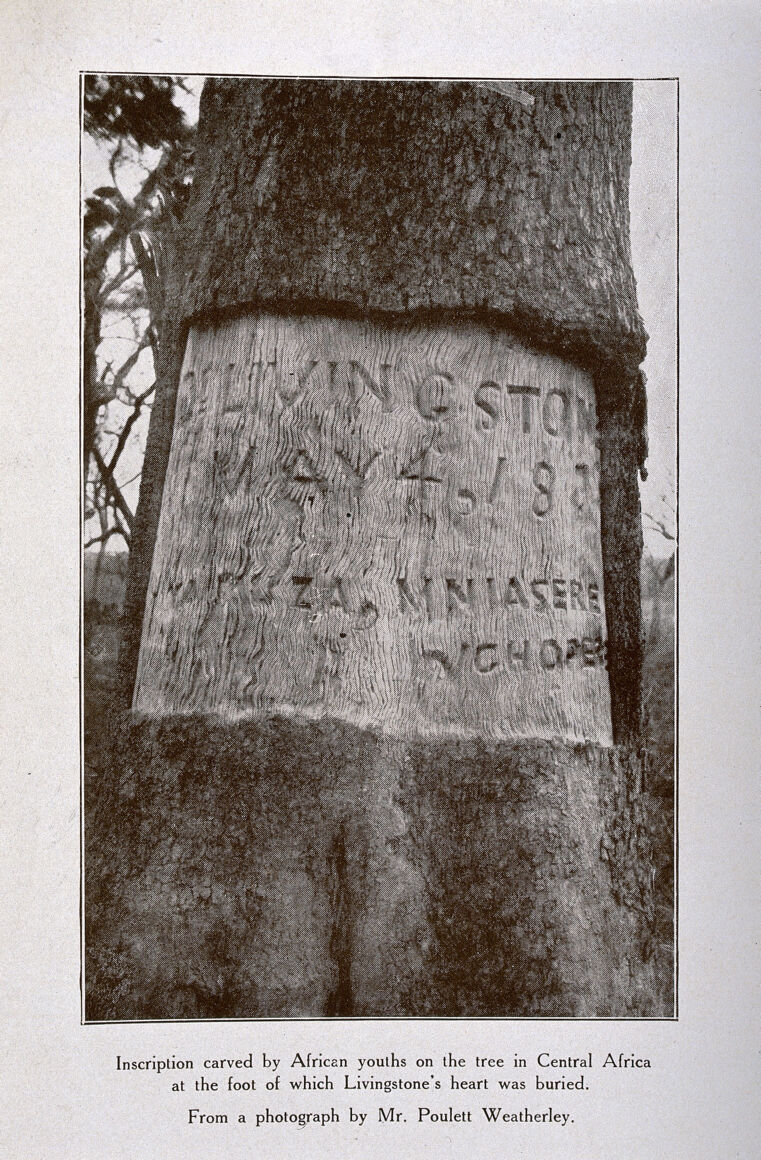 LIVINGSTON
MAY 4, 18
ZA, MNIASERE
VCHOPER
Inscription carved by African youths on the tree in Central Africa
at the foot of which Livingstone's heart was buried.
From a photograph by Mr. Poulett Weatherley.